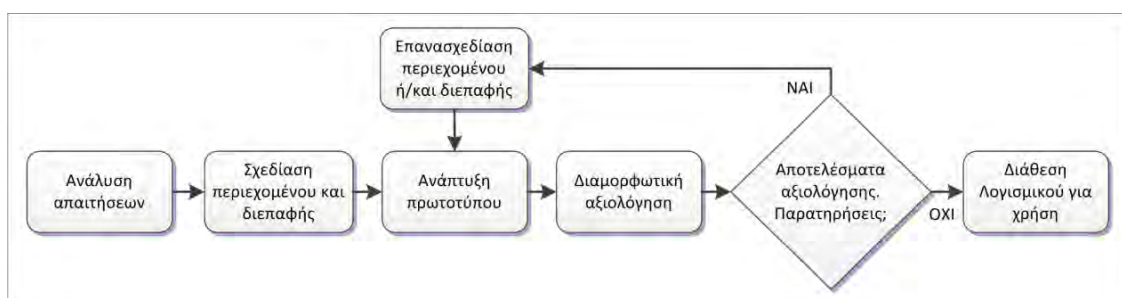 Επανασχεδίαση
περιεχομένου
ή/και διεπαφής
ΝΑΙ
Ανάλυση
απαιτήσεων
Σχεδίαση
περιεχομένου και
διεπαφής
Ανάπτυξη
πρωτοτύπου
Διαμορφωτική
αξιολόγηση
Αποτελέσματα
αξιολόγησης.
Παρατηρήσεις;
ΟΧΙ
Διάθεση
Λογισμικού για
χρήση